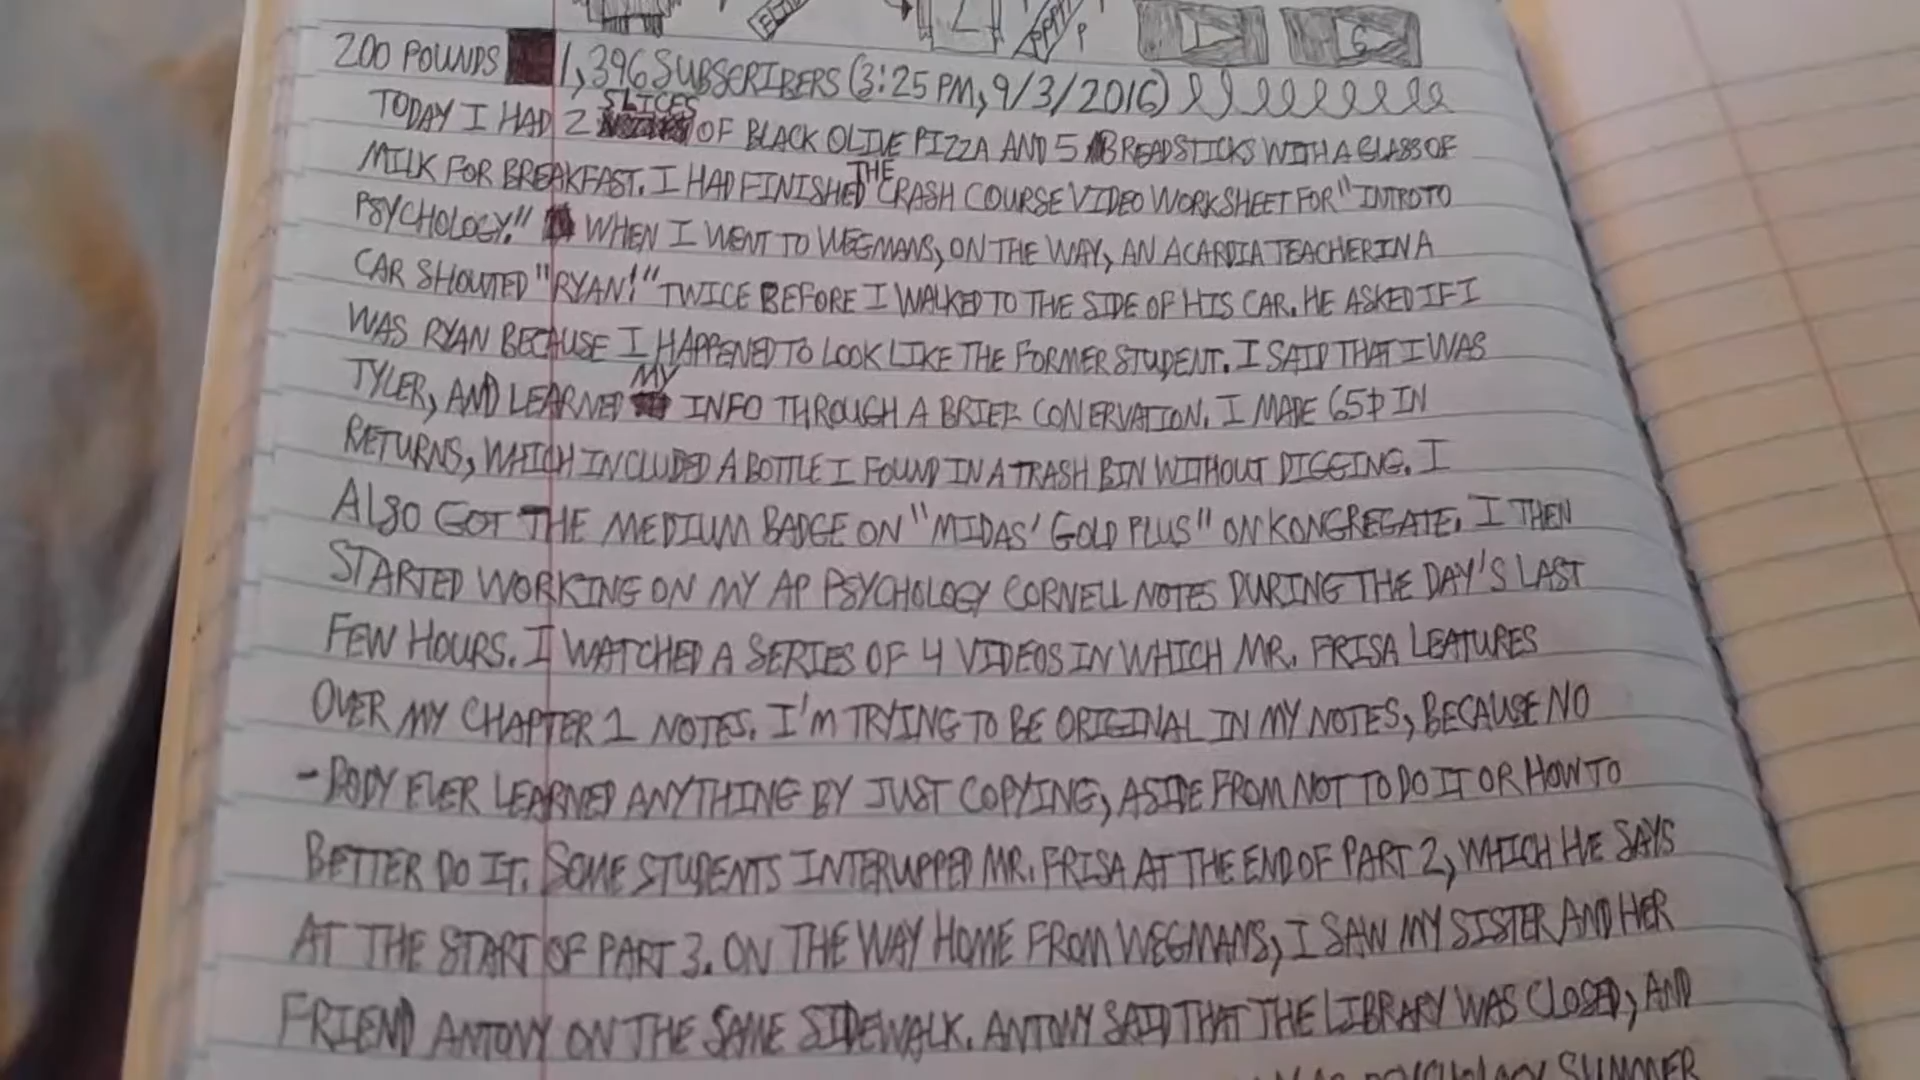 200 POUNDS 1,396 SUBSCRIBERS (3:25 PM, 9/3/2016)
TODAY I HAD 2 SLICES OF BLACK OLIVE PIZZA AND 5 BREADSTICKS WITH A GLASS OF
MILK FOR BREAKFAST. I HAD FINISHED THE CRASH COURSE VIDEO WORKSHEET FOR "INTRO TO
PSYCHOLOGY." WHEN I WENT TO WEGMANS, ON THE WAY, AN ACARDIA TEACHER IN A
CAR SHOUTED "RYAN!" TWICE BEFORE I WALKED TO THE SIDE OF HIS CAR. HE ASKED IF I
WAS RYAN BECAUSE I HAPPENED TO LOOK LIKE THE FORMER STUDENT. I SAID THAT I WAS
TYLER, AND LEARNED MY INFO THROUGH A BRIEF CONERVATION. I MADE 65¢ IN
RETURNS, WHICH INCLUDED A BOTTLE I FOUND IN A TRASH BIN WITHOUT DIGGING. I
ALSO GOT THE MEDIUM BADGE ON "MIDAS' GOLD PLUS" ON KONGREGATE. I THEN
STARTED WORKING ON MY AP PSYCHOLOGY CORNELL NOTES DURING THE DAY'S LAST
FEW HOURS. I WATCHED A SERIES OF 4 VIDEOS IN WHICH MR. FRISA LEATURES
OVER MY CHAPTER 1 NOTES. I'M TRYING TO BE ORIGINAL IN MY NOTES, BECAUSE NO
-BODY EVER LEARNED ANYTHING BY JUST COPYING, ASIDE FROM NOT TO DO IT OR HOW TO
BETTER DO IT. SOME STUDENTS INTERUPPED MR. FRISA AT THE END OF PART 2, WHICH HE SAYS
AT THE START OF PART 3. ON THE WAY HOME FROM WEGMANS, I SAW MY SISTER AND HER
FRIEND ANTONY ON THE SAME SIDEWALK. ANTONY SAID THAT THE LIBRARY WAS CLOSED, AND
PSYCHOLOGY SUMMER